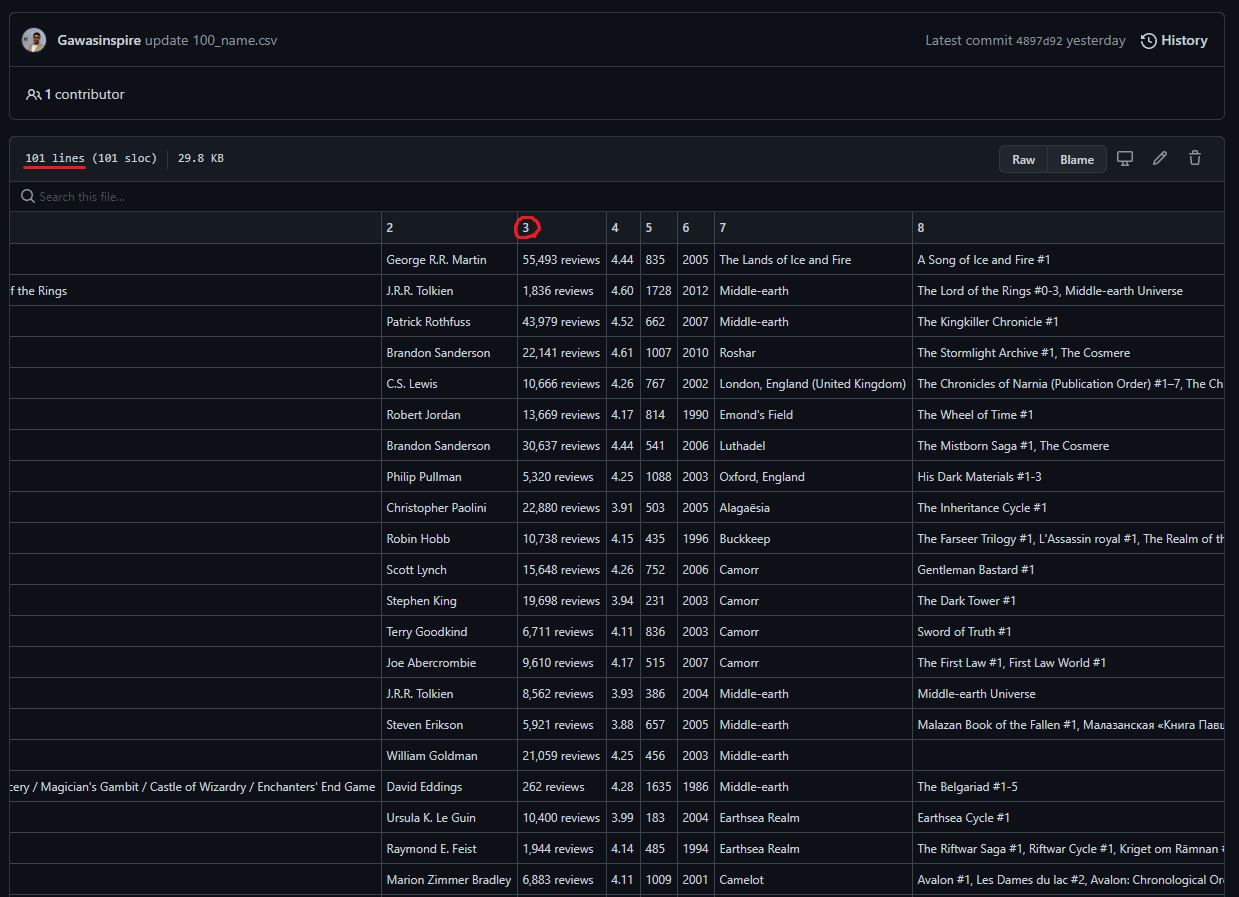 Gawasinspire update 100_name.csv Latest commit 4897d92 yesterday History
1 contributor
101 lines (101 sloc) 29.8 KB Raw Blame
Search this file...
2 3 4 5 6 7 8
George R.R. Martin 55,493 reviews 4.44 835 2005 The Lands of Ice and Fire A Song of Ice and Fire #1
f the Rings J.R.R. Tolkien 1,836 reviews 4.60 1728 2012 Middle-earth The Lord of the Rings #0-3, Middle-earth Universe
Patrick Rothfuss 43,979 reviews 4.52 662 2007 Middle-earth The Kingkiller Chronicle #1
Brandon Sanderson 22,141 reviews 4.61 1007 2010 Roshar The Stormlight Archive #1, The Cosmere
C.S. Lewis 10,666 reviews 4.26 767 2002 London, England (United Kingdom) The Chronicles of Narnia (Publication Order) #1–7, The Ch
Robert Jordan 13,669 reviews 4.17 814 1990 Emond's Field The Wheel of Time #1
Brandon Sanderson 30,637 reviews 4.44 541 2006 Luthadel The Mistborn Saga #1, The Cosmere
Philip Pullman 5,320 reviews 4.25 1088 2003 Oxford, England His Dark Materials #1-3
Christopher Paolini 22,880 reviews 3.91 503 2005 Alagaësia The Inheritance Cycle #1
Robin Hobb 10,738 reviews 4.15 435 1996 Buckkeep The Farseer Trilogy #1, L'Assassin royal #1, The Realm of th
Scott Lynch 15,648 reviews 4.26 752 2006 Camorr Gentleman Bastard #1
Stephen King 19,698 reviews 3.94 231 2003 Camorr The Dark Tower #1
Terry Goodkind 6,711 reviews 4.11 836 2003 Camorr Sword of Truth #1
Joe Abercrombie 9,610 reviews 4.17 515 2007 Camorr The First Law #1, First Law World #1
J.R.R. Tolkien 8,562 reviews 3.93 386 2004 Middle-earth Middle-earth Universe
Steven Erikson 5,921 reviews 3.88 657 2005 Middle-earth Malazan Book of the Fallen #1, Малазанская «Книга Павш
William Goldman 21,059 reviews 4.25 456 2003 Middle-earth
cery / Magician's Gambit / Castle of Wizardry / Enchanters' End Game David Eddings 262 reviews 4.28 1635 1986 Middle-earth The Belgariad #1-5
Ursula K. Le Guin 10,400 reviews 3.99 183 2004 Earthsea Realm Earthsea Cycle #1
Raymond E. Feist 1,944 reviews 4.14 485 1994 Earthsea Realm The Riftwar Saga #1, Riftwar Cycle #1, Kriget om Rämnan #
Marion Zimmer Bradley 6,883 reviews 4.11 1009 2001 Camelot Avalon #1, Les Dames du lac #2, Avalon: Chronological Or